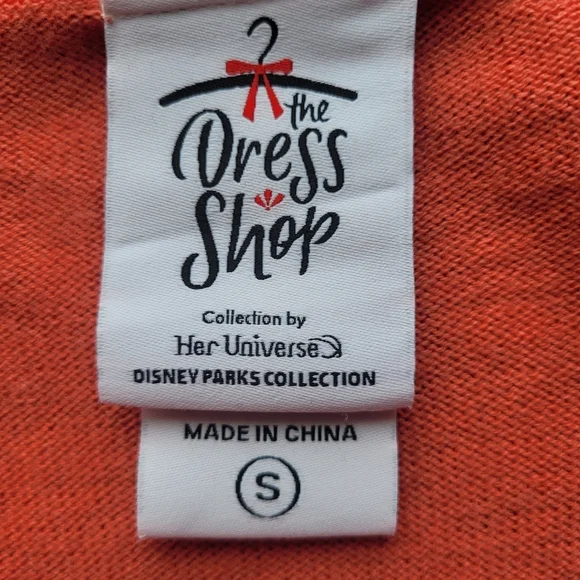 the
Dress
Shop
Collection by
Her Universe
DISNEY PARKS COLLECTION
MADE IN CHINA
S